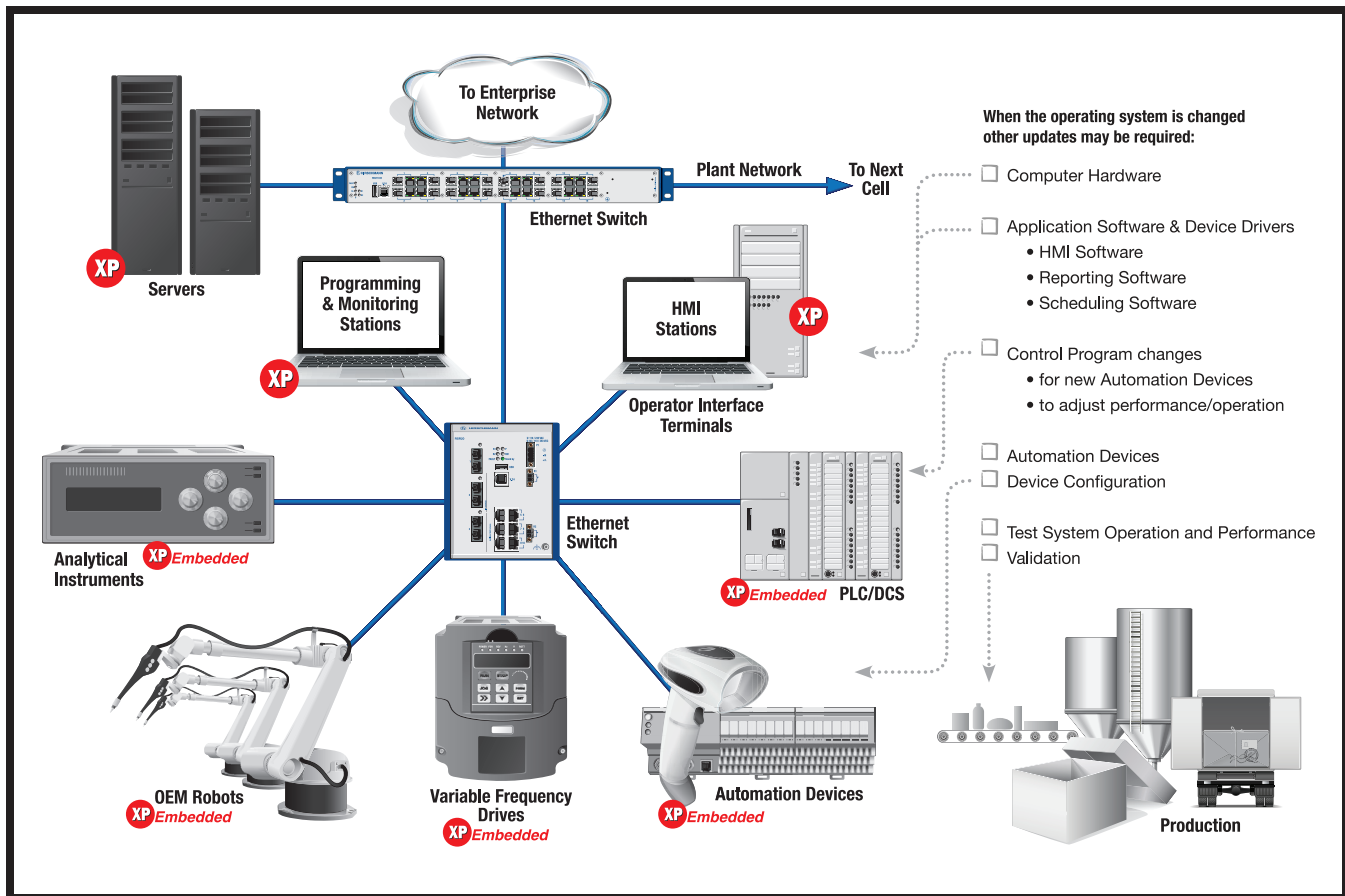 To Enterprise
Network
Plant Network
To Next
Cell
Ethernet Switch
XP
Servers
Programming
& Monitoring
Stations
XP
HMI
Stations
XP
Operator Interface
Terminals
Ethernet
Switch
Analytical
Instruments
XP Embedded
XP Embedded
PLC/DCS
OEM Robots
XP Embedded
Variable Frequency
Drives
XP Embedded
Automation Devices
XP Embedded
When the operating system is changed
other updates may be required:
Computer Hardware
Application Software & Device Drivers
• HMI Software
• Reporting Software
• Scheduling Software
Control Program changes
• for new Automation Devices
• to adjust performance/operation
Automation Devices
Device Configuration
Test System Operation and Performance
Validation
Production